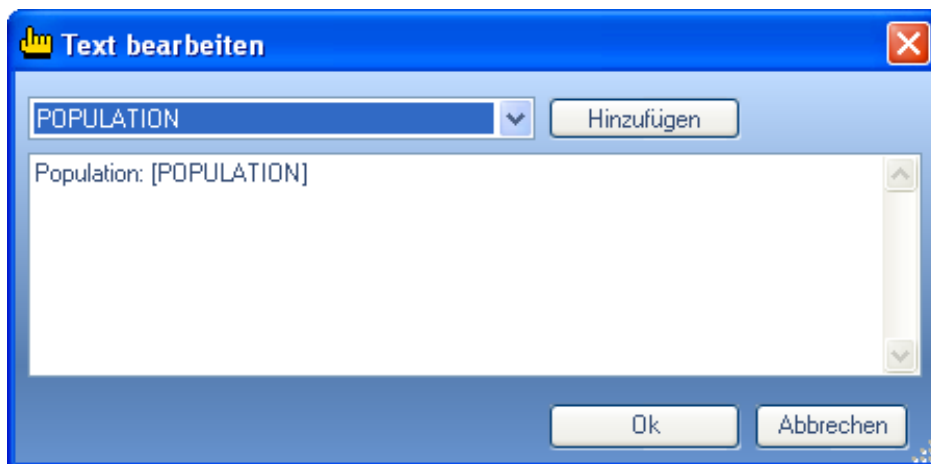 Text bearbeiten
POPULATION
Hinzufügen
Population: [POPULATION]
Ok
Abbrechen